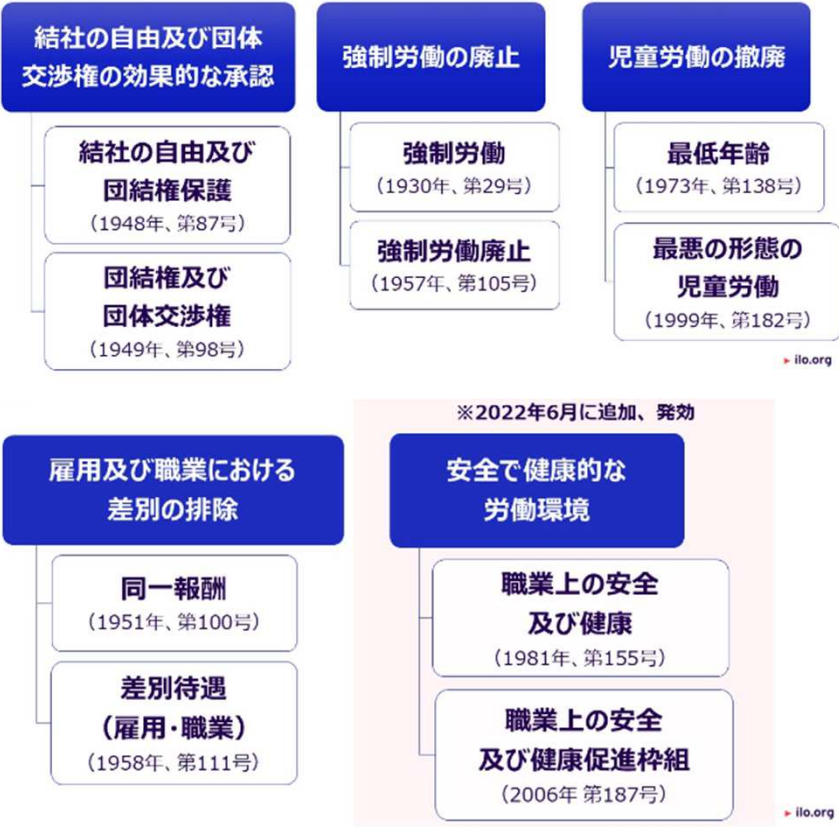 結社の自由及び団体
交渉権の効果的な承認
結社の自由及び
団結権保護
(1948年、第87号)
団結権及び
団体交渉権
(1949年、第98号)
強制労働の廃止
強制労働
(1930年、第29号)
強制労働廃止
(1957年、第105号)
児童労働の撤廃
最低年齢
(1973年、第138号)
最悪の形態の
児童労働
(1999年、第182号)
ilo.org
雇用及び職業における
差別の排除
同一報酬
(1951年、第100号)
差別待遇
(雇用・職業)
(1958年、第111号)
※2022年6月に追加、発効
安全で健康的な
労働環境
職業上の安全
及び健康
(1981年、第155号)
職業上の安全
及び健康促進枠組
(2006年 第187号)
ilo.org